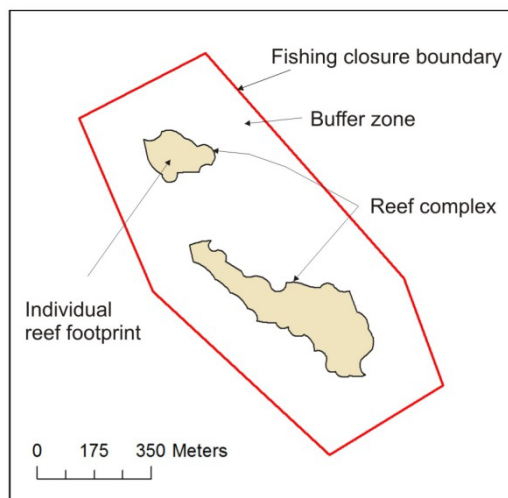 Fishing closure boundary
Buffer zone
Reef complex
Individual
reef footprint
0 175 350 Meters